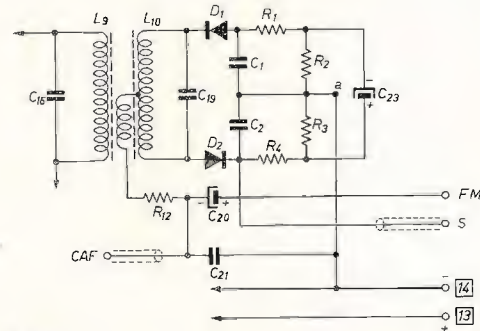 L9
L10
D1
R1
C16
C19
C1
R2
a
C23
-
+
C2
R3
D2
R4
R12
-
+
C20
FM
S
CAF
C21
-
14
13
+